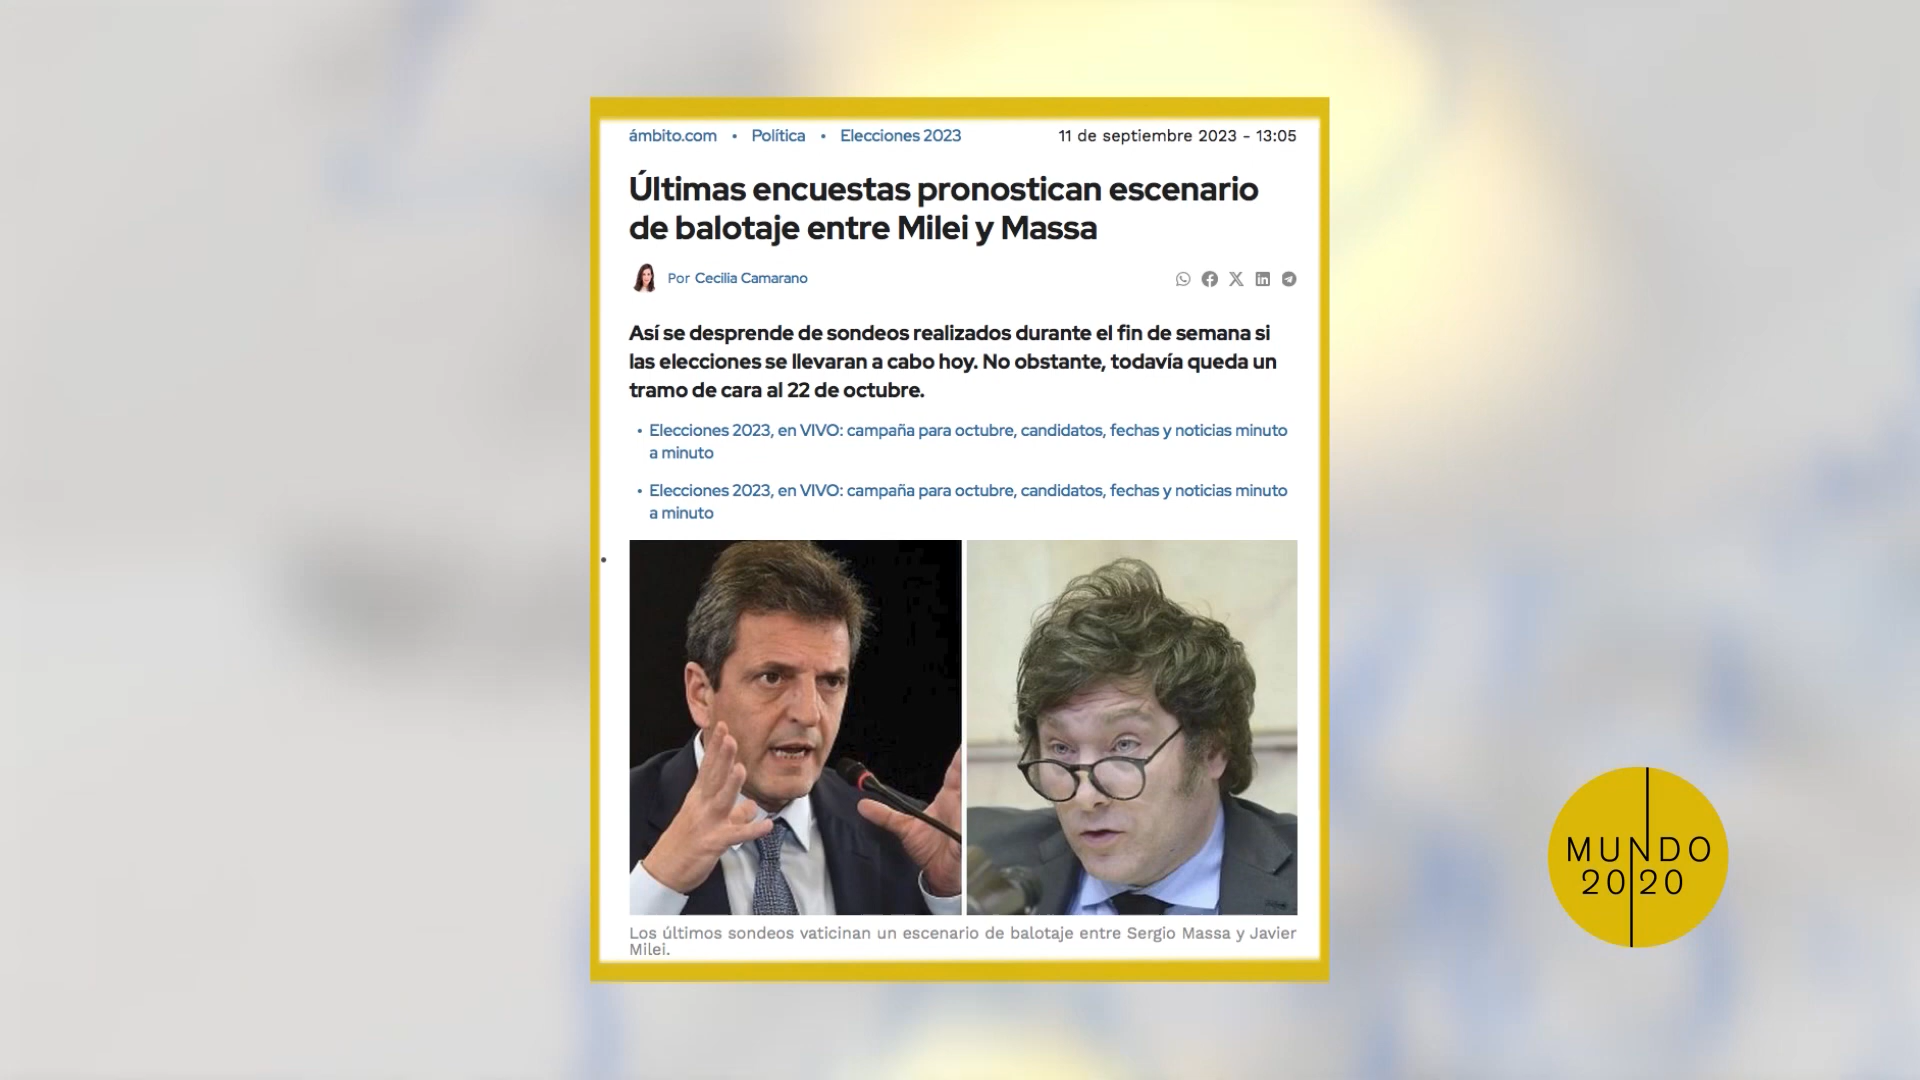 ámbito.com • Política • Elecciones 2023 11 de septiembre 2023 - 13:05
Últimas encuestas pronostican escenario
de balotaje entre Milei y Massa
Por Cecilia Camarano
Así se desprende de sondeos realizados durante el fin de semana si
las elecciones se llevaran a cabo hoy. No obstante, todavía queda un
tramo de cara al 22 de octubre.
• Elecciones 2023, en VIVO: campaña para octubre, candidatos, fechas y noticias minuto
a minuto
• Elecciones 2023, en VIVO: campaña para octubre, candidatos, fechas y noticias minuto
a minuto
Los últimos sondeos vaticinan un escenario de balotaje entre Sergio Massa y Javier
Milei.
MUNDO
2020